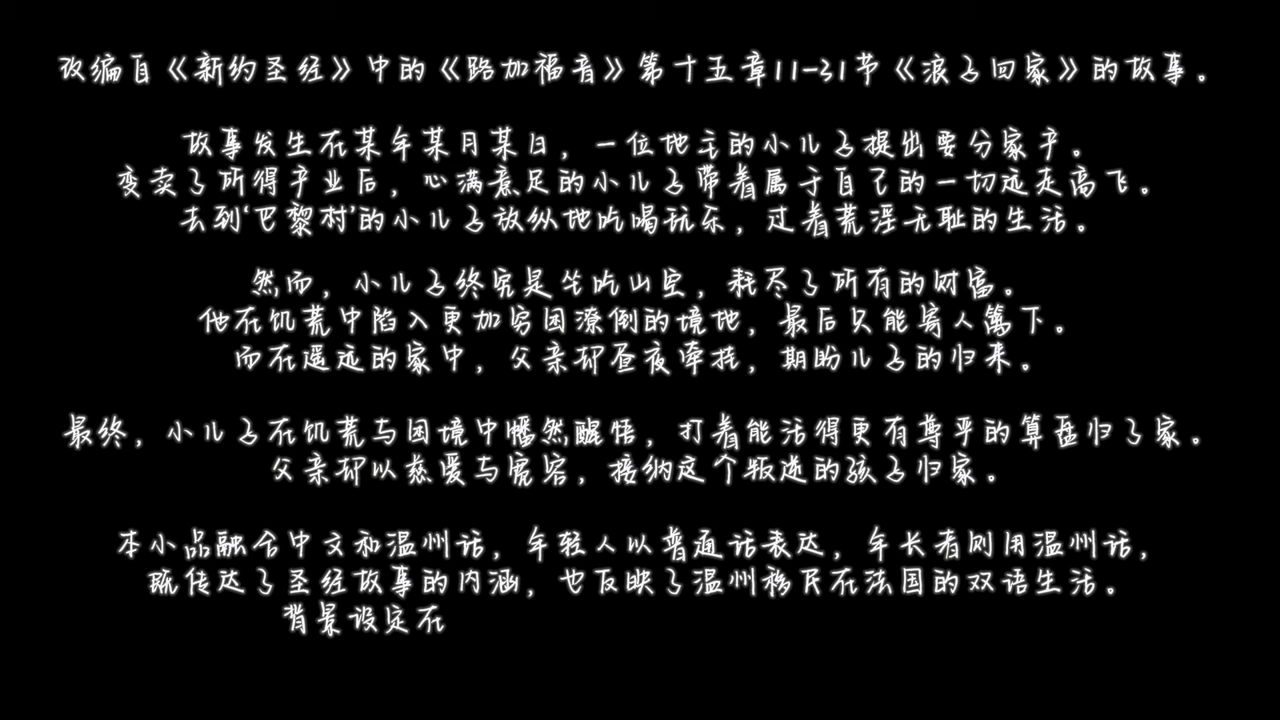 改编自《新约圣经》中的《路加福音》第十五章11-31节《浪子回家》的故事。
故事发生在某年某月某日，一位地主的小儿子提出要分家产。
变卖了所得产业后，心满意足的小儿子带着属于自己的一切远走高飞。
去到‘巴黎村’的小儿子放纵地吃喝玩乐，过着荒淫无耻的生活。
然而，小儿子终究是坐吃山空，耗尽了所有的财富。
他在饥荒中陷入更加穷困潦倒的境地，最后只能寄人篱下。
而在遥远的家中，父亲却昼夜牵挂，期盼儿子的归来。
最终，小儿子在饥荒与困境中幡然醒悟，打着能活得更有尊严的算盘归了家。
父亲却以慈爱与宽容，接纳这个叛逆的孩子归家。
本小品融合中文和温州话，年轻人以普通话表达，年长者则用温州话，
既传达了圣经故事的内涵，也反映了温州移民在法国的双语生活。
背景设定在